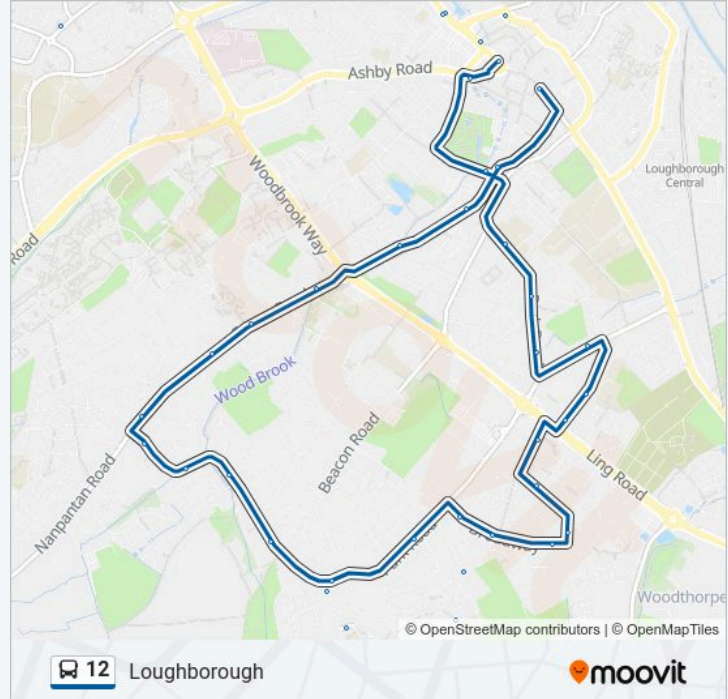 Ashby Road
Woodbrook Way
Loughborough
Central
Road
Wood Brook
Beacon Road
Nanpantan Road
Ling Road
Woodthorpe
© OpenStreetMap contributors | © OpenMapTiles
12 Loughborough
moovit